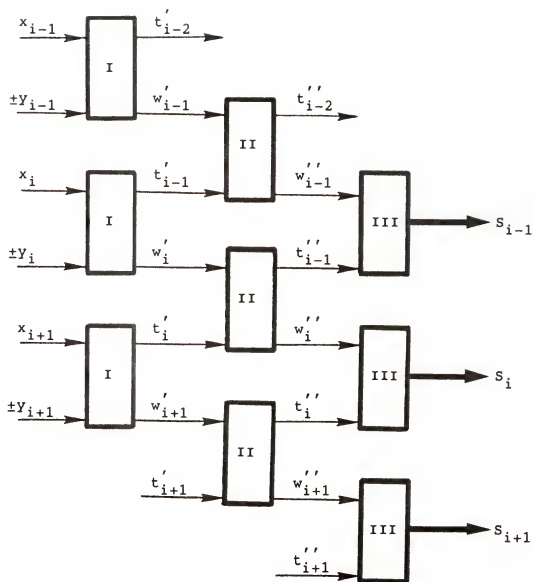 x_{i-1} t'_{i-2}
I
±y_{i-1} w'_{i-1} t''_{i-2}
II
x_i t'_{i-1} w''_{i-1}
I III S_{i-1}
±y_i w'_i t''_{i-1}
II
x_{i+1} t'_i w''_i
I III S_i
±y_{i+1} w'_{i+1} t''_i
II
t'_{i+1} w''_{i+1}
III S_{i+1}
t''_{i+1}